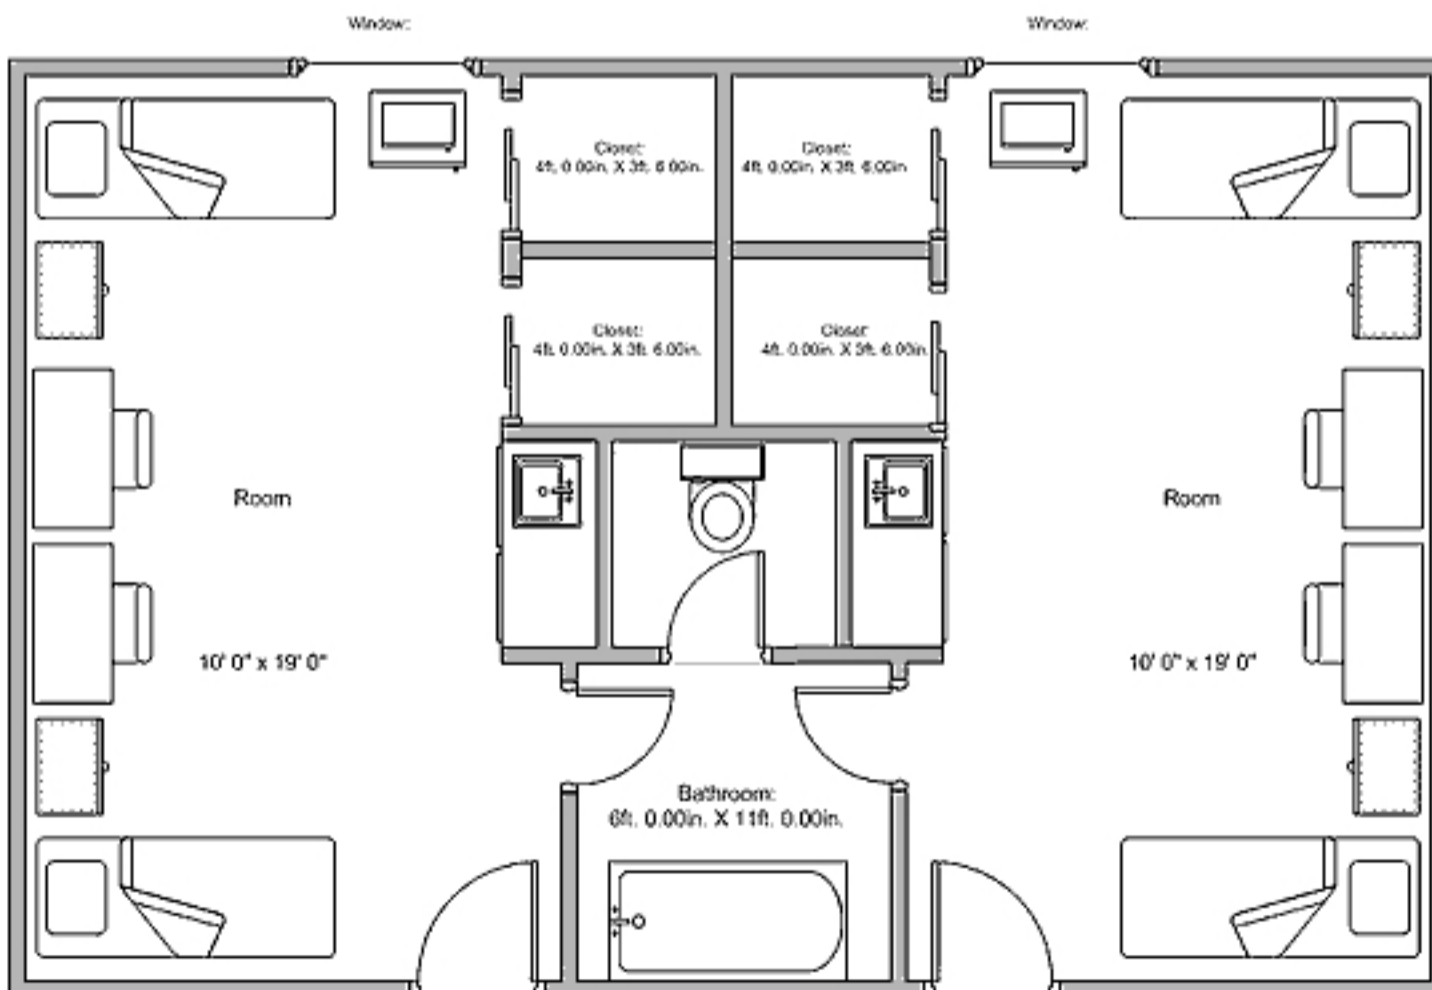 Window:
Window:
Closet:
4ft. 0.00in. X 3ft. 6.00in.
Closet:
4ft. 0.00in. X 3ft. 6.00in
Closet:
4ft. 0.00in. X 3ft. 6.00in.
Closet
4ft. 0.00in. X 3ft. 6.00in.
Room
Room
10' 0" x 19' 0"
10' 0" x 19' 0"
Bathroom:
6ft. 0.00in. X 11ft. 0.00in.